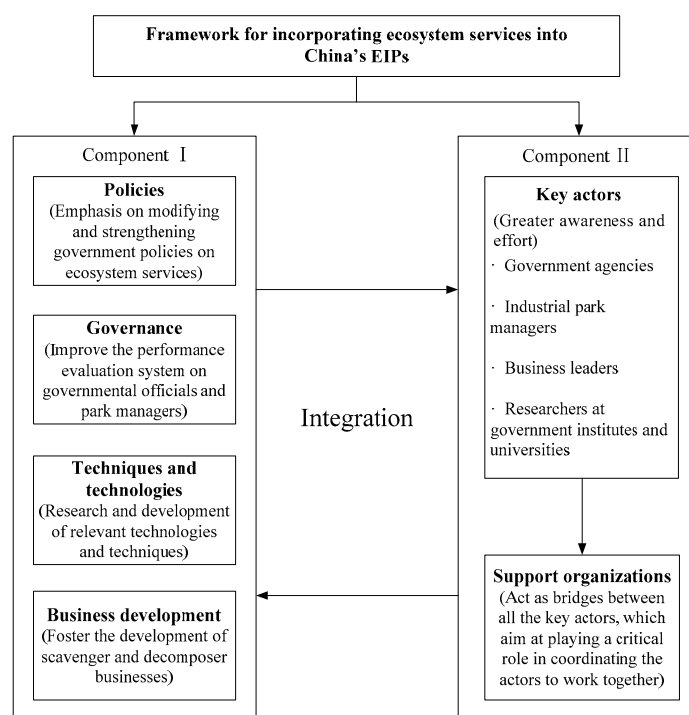 Framework for incorporating ecosystem services into
China's EIPs
Component Ⅰ
Policies
(Emphasis on modifying
and strengthening
government policies on
ecosystem services)
Governance
(Improve the performance
evaluation system on
governmental officials and
park managers)
Techniques and
technologies
(Research and development
of relevant technologies
and techniques)
Business development
(Foster the development of
scavenger and decomposer
businesses)
Integration
Component Ⅱ
Key actors
(Greater awareness and
effort)
· Government agencies
· Industrial park
managers
· Business leaders
· Researchers at
government institutes and
universities
Support organizations
(Act as bridges between
all the key actors, which
aim at playing a critical
role in coordinating the
actors to work together)